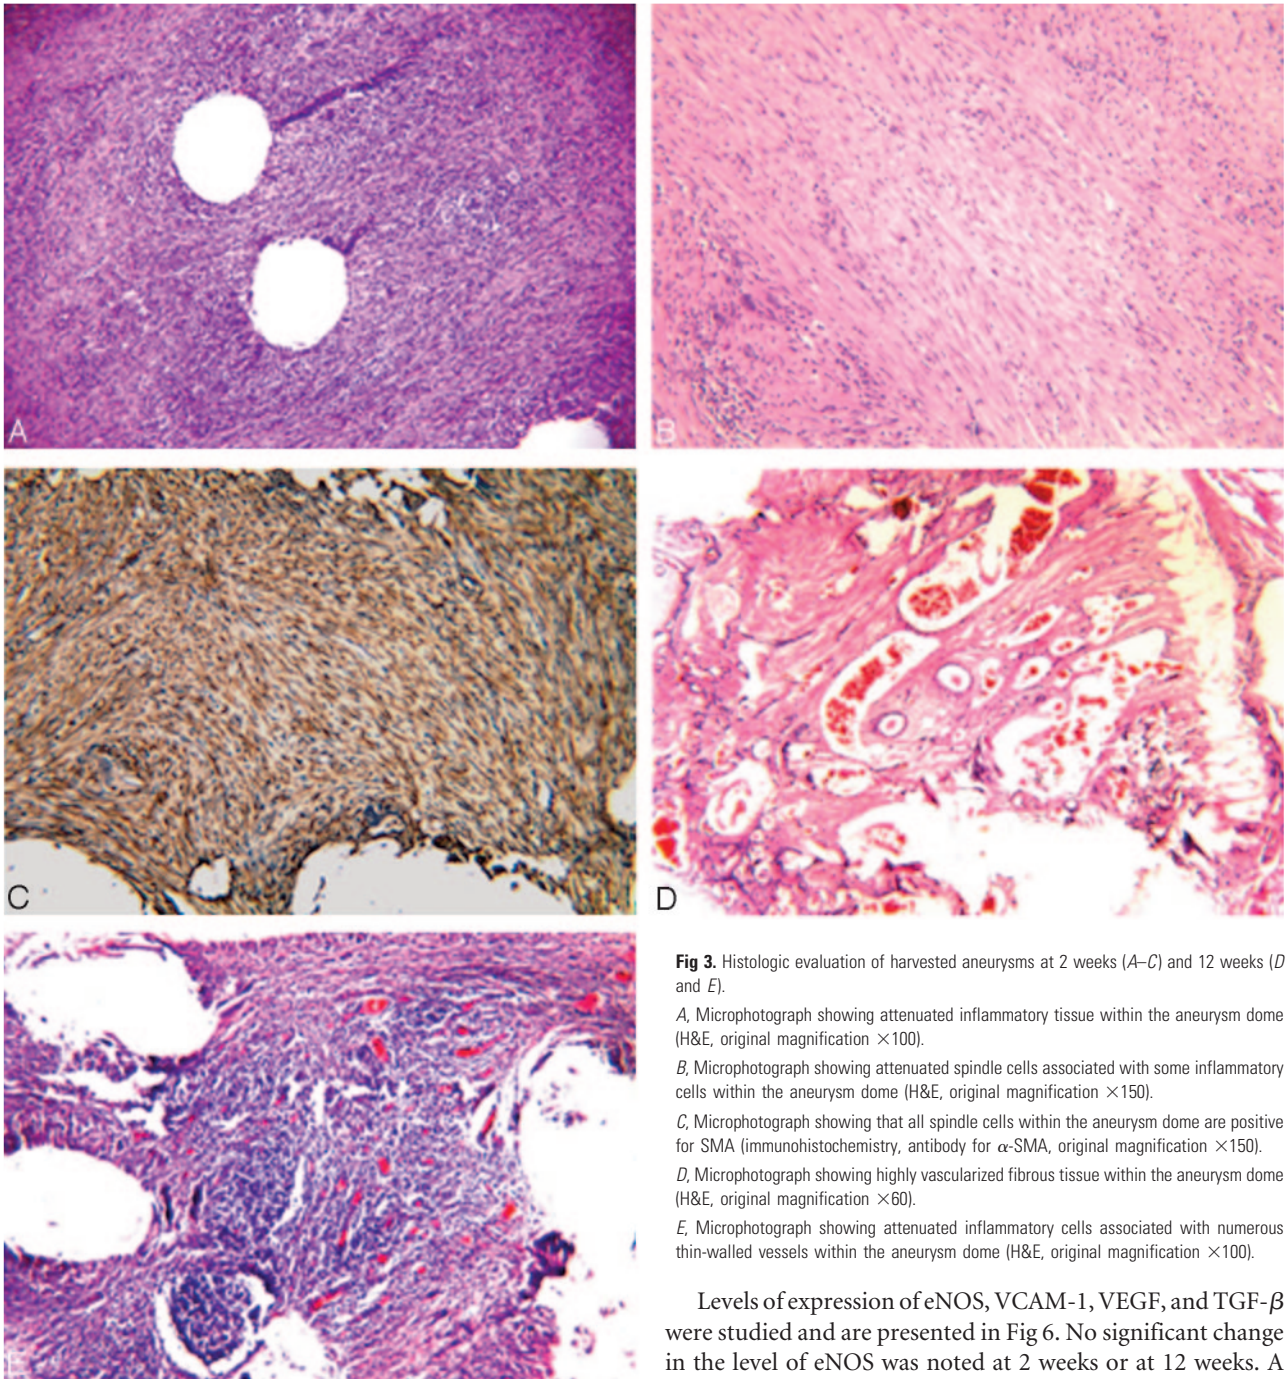 A
B
C
D
E
Fig 3. Histologic evaluation of harvested aneurysms at 2 weeks (A–C) and 12 weeks (D
and E).
A, Microphotograph showing attenuated inflammatory tissue within the aneurysm dome
(H&E, original magnification ×100).
B, Microphotograph showing attenuated spindle cells associated with some inflammatory
cells within the aneurysm dome (H&E, original magnification ×150).
C, Microphotograph showing that all spindle cells within the aneurysm dome are positive
for SMA (immunohistochemistry, antibody for α-SMA, original magnification ×150).
D, Microphotograph showing highly vascularized fibrous tissue within the aneurysm dome
(H&E, original magnification ×60).
E, Microphotograph showing attenuated inflammatory cells associated with numerous
thin-walled vessels within the aneurysm dome (H&E, original magnification ×100).
Levels of expression of eNOS, VCAM-1, VEGF, and TGF-β
were studied and are presented in Fig 6. No significant change
in the level of eNOS was noted at 2 weeks or at 12 weeks. A